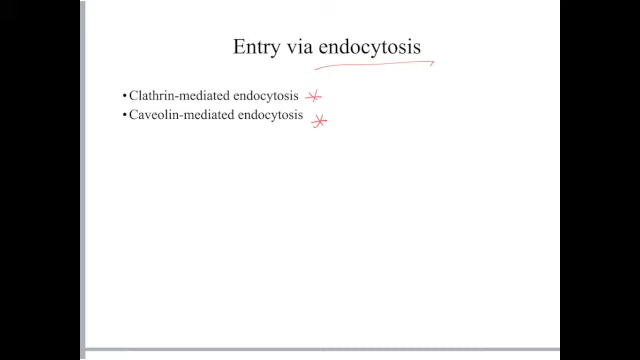 Entry via endocytosis
•Clathrin-mediated endocytosis
•Caveolin-mediated endocytosis